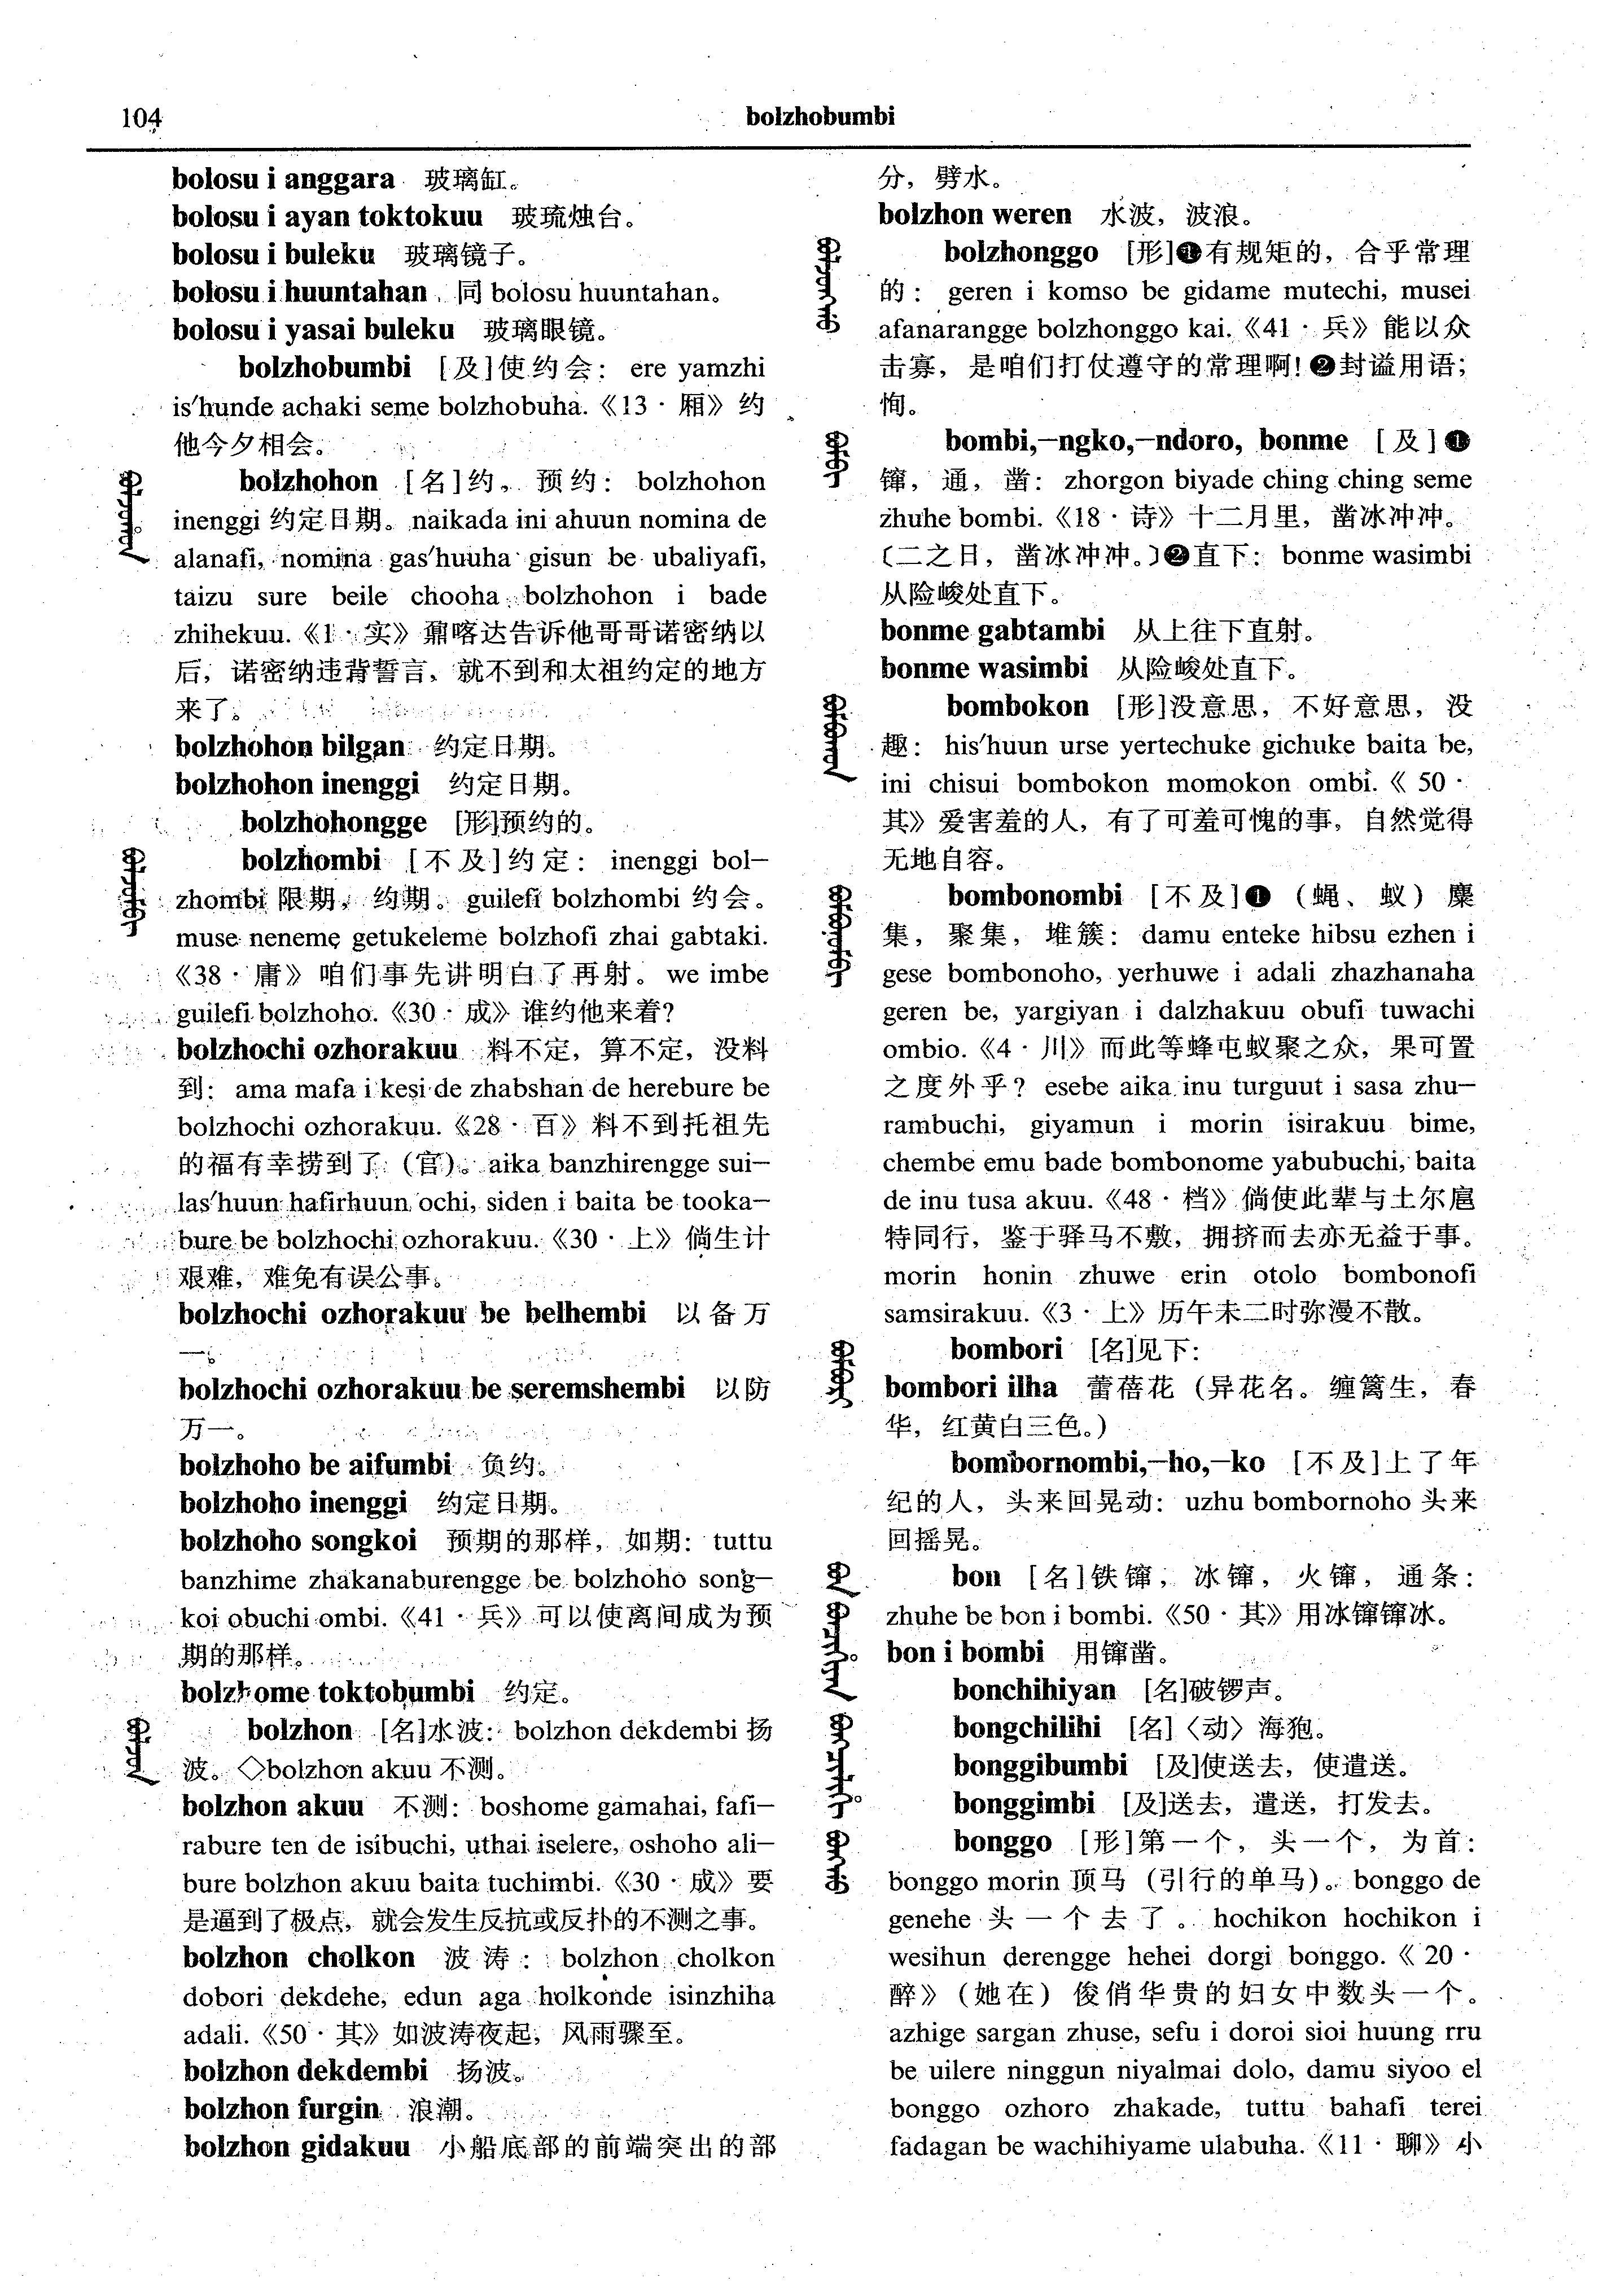 104
bolzhobumbi
bolosu i anggara 玻璃缸。
bolosu i ayan toktokuu 玻琉烛台。
bolosu i buleku 玻璃镜子。
bolosu i huuntahan 同 bolosu huuntahan。
bolosu i yasai buleku 玻璃眼镜。
bolzhobumbi [及]使约会： ere yamzhi
is'hunde achaki seme bolzhobuha.《13·厢》约
他今夕相会。
bolzhohon [名]约，预约： bolzhohon
inenggi 约定日期。naikada ini ahuun nomina de
alanafi, nomina gas'huuha gisun be ubaliyafi,
taizu sure beile chooha bolzhohon i bade
zhihekuu.《1·实》鼐喀达告诉他哥哥诺密纳以
后，诺密纳违背誓言，就不到和太祖约定的地方
来了。
bolzhohon bilgan 约定日期。
bolzhohon inenggi 约定日期。
bolzhohongge [形]预约的。
bolzhombi [不及]约定： inenggi bol-
zhombi 限期，约期。guilefi bolzhombi 约会。
muse neneme getukeleme bolzhofi zhai gabtaki.
《38·庸》咱们事先讲明白了再射。we imbe
guilefi bolzhoho.《30·成》谁约他来着？
bolzhochi ozhorakuu 料不定，算不定，没料
到： ama mafa i kesi de zhabshan de herebure be
bolzhochi ozhorakuu.《28·百》料不到托祖先
的福有幸捞到了（官）。aika banzhirengge sui-
las'huun hafirhuun ochi, siden i baita be tooka-
bure be bolzhochi ozhorakuu.《30·上》倘生计
艰难，难免有误公事。
bolzhochi ozhorakuu be belhembi 以备万
一。
bolzhochi ozhorakuu be seremshembi 以防
万一。
bolzhoho be aifumbi 负约。
bolzhoho inenggi 约定日期。
bolzhoho songkoi 预期的那样，如期： tuttu
banzhime zhakanaburengge be bolzhoho song-
koi obuchi ombi.《41·兵》可以使离间成为预
期的那样。
bolzhome toktobumbi 约定。
bolzhon [名]水波： bolzhon dekdembi 扬
波。◇bolzhon akuu 不测。
bolzhon akuu 不测： boshome gamahai, fafi-
rabure ten de isibuchi, uthai iselere, oshoho ali-
bure bolzhon akuu baita tuchimbi.《30·成》要
是逼到了极点，就会发生反抗或反扑的不测之事。
bolzhon cholkon 波涛： bolzhon cholkon
dobori dekdehe, edun aga holkonde isinzhiha
adali.《50·其》如波涛夜起，风雨骤至。
bolzhon dekdembi 扬波。
bolzhon furgin 浪潮。
bolzhon gidakuu 小船底部的前端突出的部
分，劈水。
bolzhon weren 水波，波浪。
bolzhonggo [形]❶有规矩的，合乎常理
的： geren i komso be gidame mutechi, musei
afanarangge bolzhonggo kai.《41·兵》能以众
击寡，是咱们打仗遵守的常理啊！❷封谥用语；
恂。
bombi,-ngko,-ndoro, bonme [及]❶
镩，通，凿： zhorgon biyade ching ching seme
zhuhe bombi.《18·诗》十二月里，凿冰冲冲。
〔二之日，凿冰冲冲。〕❷直下： bonme wasimbi
从险峻处直下。
bonme gabtambi 从上往下直射。
bonme wasimbi 从险峻处直下。
bombokon [形]没意思，不好意思，没
趣： his'huun urse yertechuke gichuke baita be,
ini chisui bombokon momokon ombi.《50·
其》爱害羞的人，有了可羞可愧的事，自然觉得
无地自容。
bombonombi [不及]❶（蝇、蚁）麇
集，聚集，堆簇： damu enteke hibsu ezhen i
gese bombonoho, yerhuwe i adali zhazhanaha
geren be, yargiyan i dalzhakuu obufi tuwachi
ombio.《4·川》而此等蜂屯蚁聚之众，果可置
之度外乎？ esebe aika inu turguut i sasa zhu-
rambuchi, giyamun i morin isirakuu bime,
chembe emu bade bombonome yabubuchi, baita
de inu tusa akuu.《48·档》倘使此辈与土尔扈
特同行，鉴于驿马不敷，拥挤而去亦无益于事。
morin honin zhuwe erin otolo bombonofi
samsirakuu.《3·上》历午未二时弥漫不散。
bombori [名]见下：
bombori ilha 蕾蓓花（异花名。缠篱生，春
华，红黄白三色。）
bombornombi,-ho,-ko [不及]上了年
纪的人，头来回晃动： uzhu bombornoho 头来
回摇晃。
bon [名]铁镩，冰镩，火镩，通条：
zhuhe be bon i bombi.《50·其》用冰镩镩冰。
bon i bombi 用镩凿。
bonchihiyan [名]破锣声。
bongchilihi [名]〈动〉海狍。
bonggibumbi [及]使送去，使遣送。
bonggimbi [及]送去，遣送，打发去。
bonggo [形]第一个，头一个，为首：
bonggo morin 顶马（引行的单马）。bonggo de
genehe 头一个去了。hochikon hochikon i
wesihun derengge hehei dorgi bonggo.《20·
醉》（她在）俊俏华贵的妇女中数头一个。
azhige sargan zhuse, sefu i doroi sioi huung rru
be uilere ninggun niyalmai dolo, damu siyoo el
bonggo ozhoro zhakade, tuttu bahafi terei
fadagan be wachihiyame ulabuha.《11·聊》小